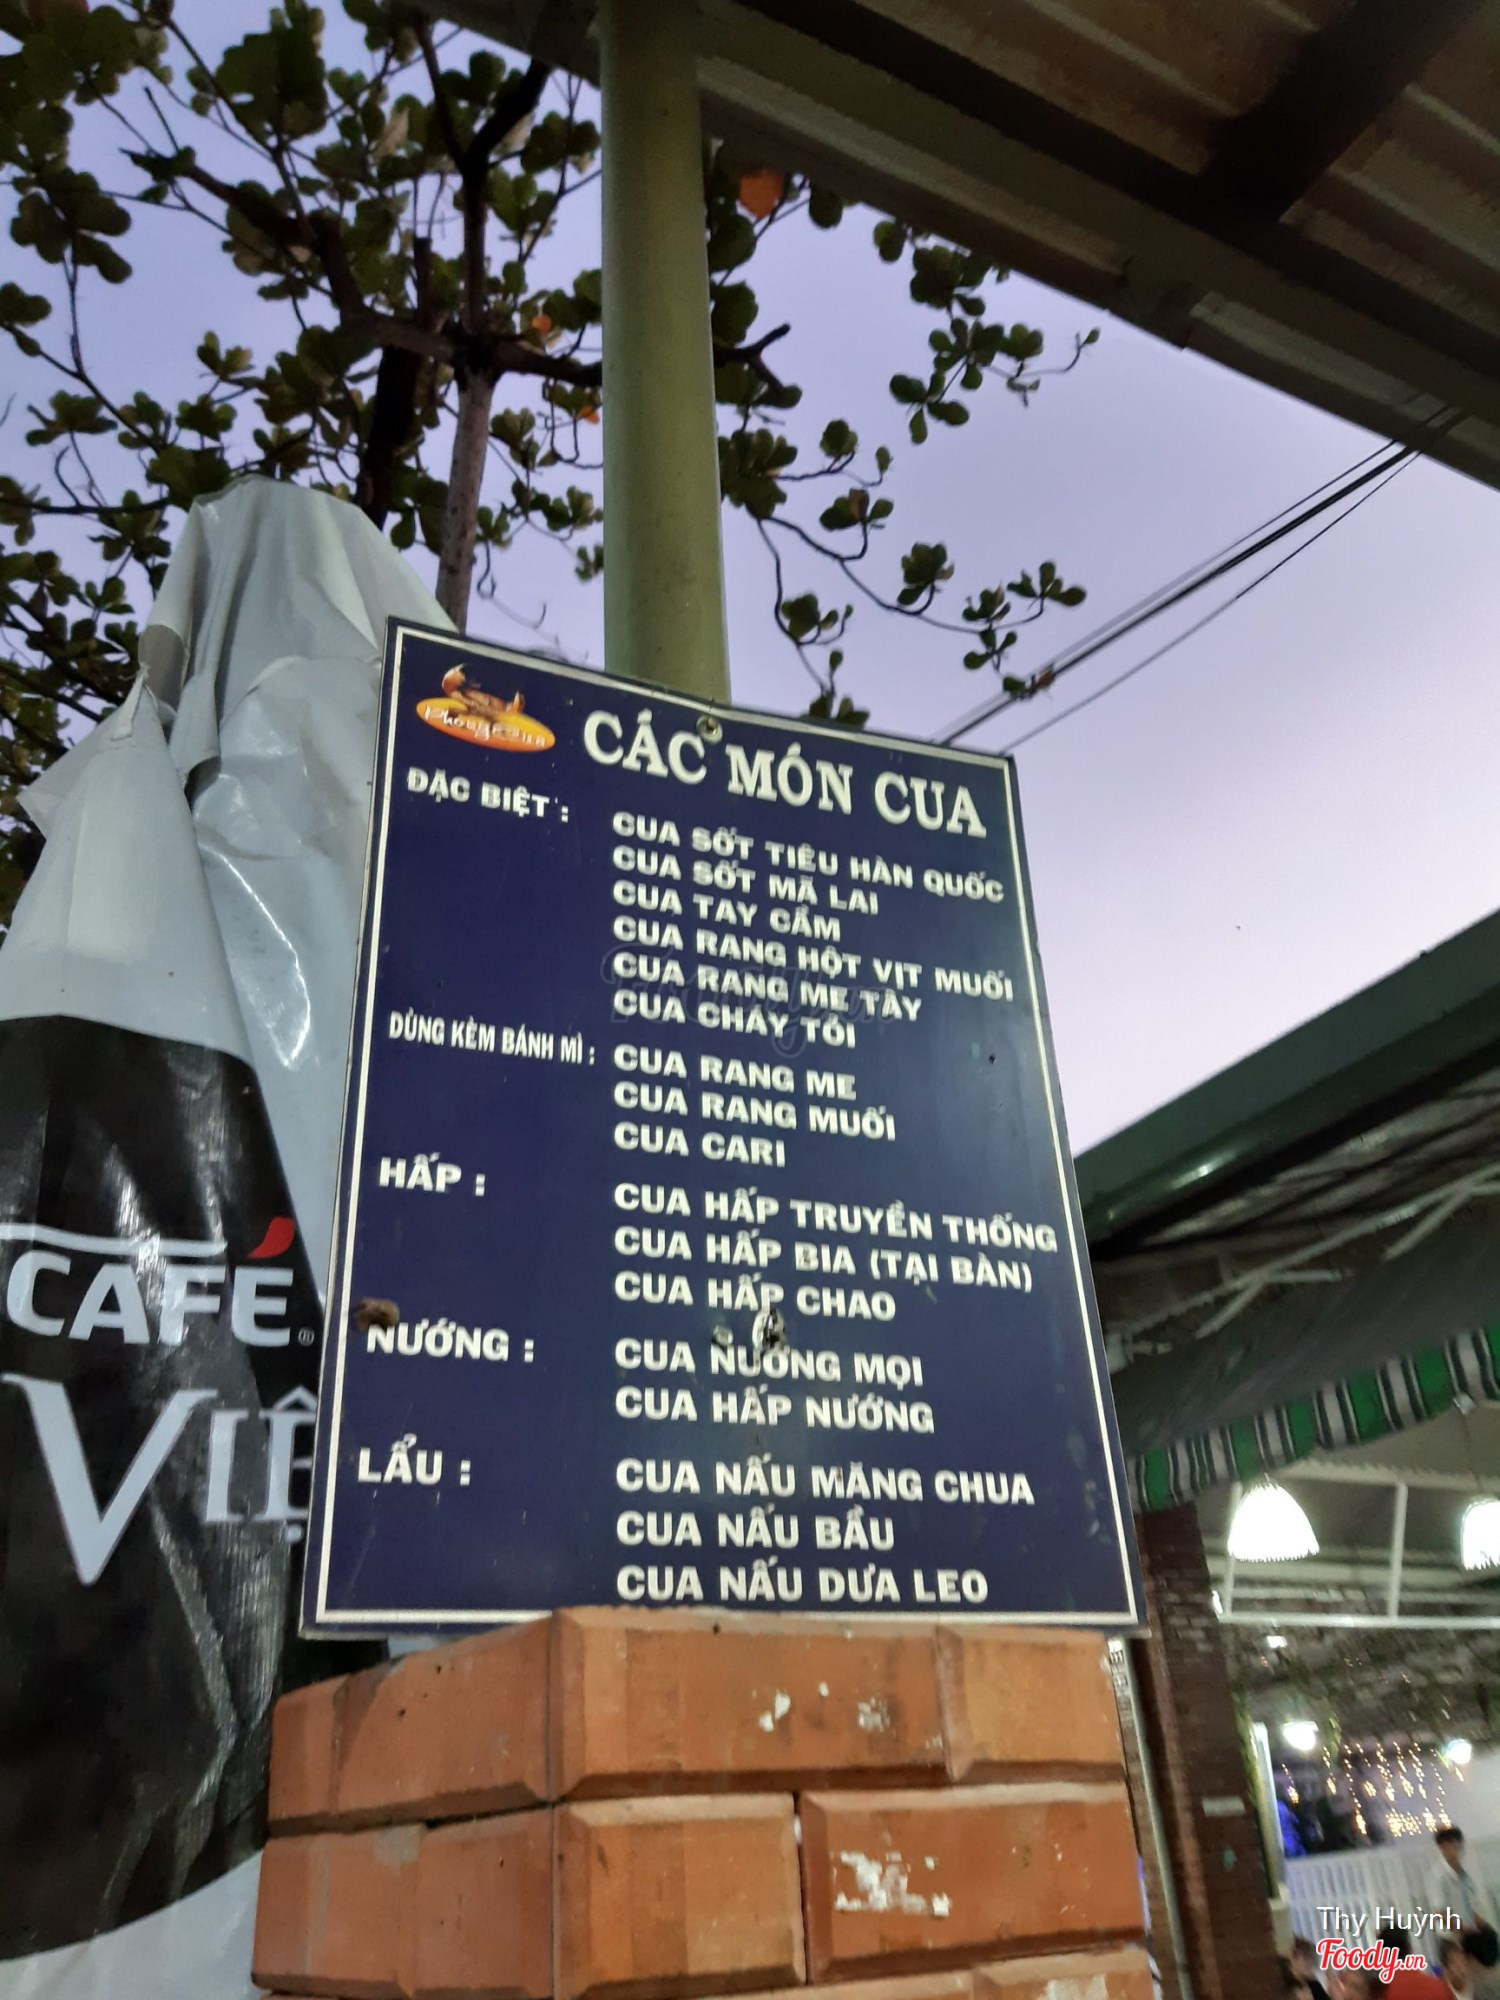 Phương Cua
CÁC MÓN CUA
ĐẶC BIỆT :
CUA SỐT TIÊU HÀN QUỐC
CUA SỐT MÃ LAI
CUA TAY CẦM
CUA RANG HỘT VỊT MUỐI
CUA RANG ME TÂY
CUA CHÁY TỎI
DÙNG KÈM BÁNH MÌ :
CUA RANG ME
CUA RANG MUỐI
CUA CARI
HẤP :
CUA HẤP TRUYỀN THỐNG
CUA HẤP BIA (TẠI BÀN)
CUA HẤP CHAO
NƯỚNG :
CUA NƯỚNG MỌI
CUA HẤP NƯỚNG
LẨU :
CUA NẤU MĂNG CHUA
CUA NẤU BẦU
CUA NẤU DƯA LEO
CAFÉ
VIỆ
Foody.vn
Thy Huỳnh
Foody.vn